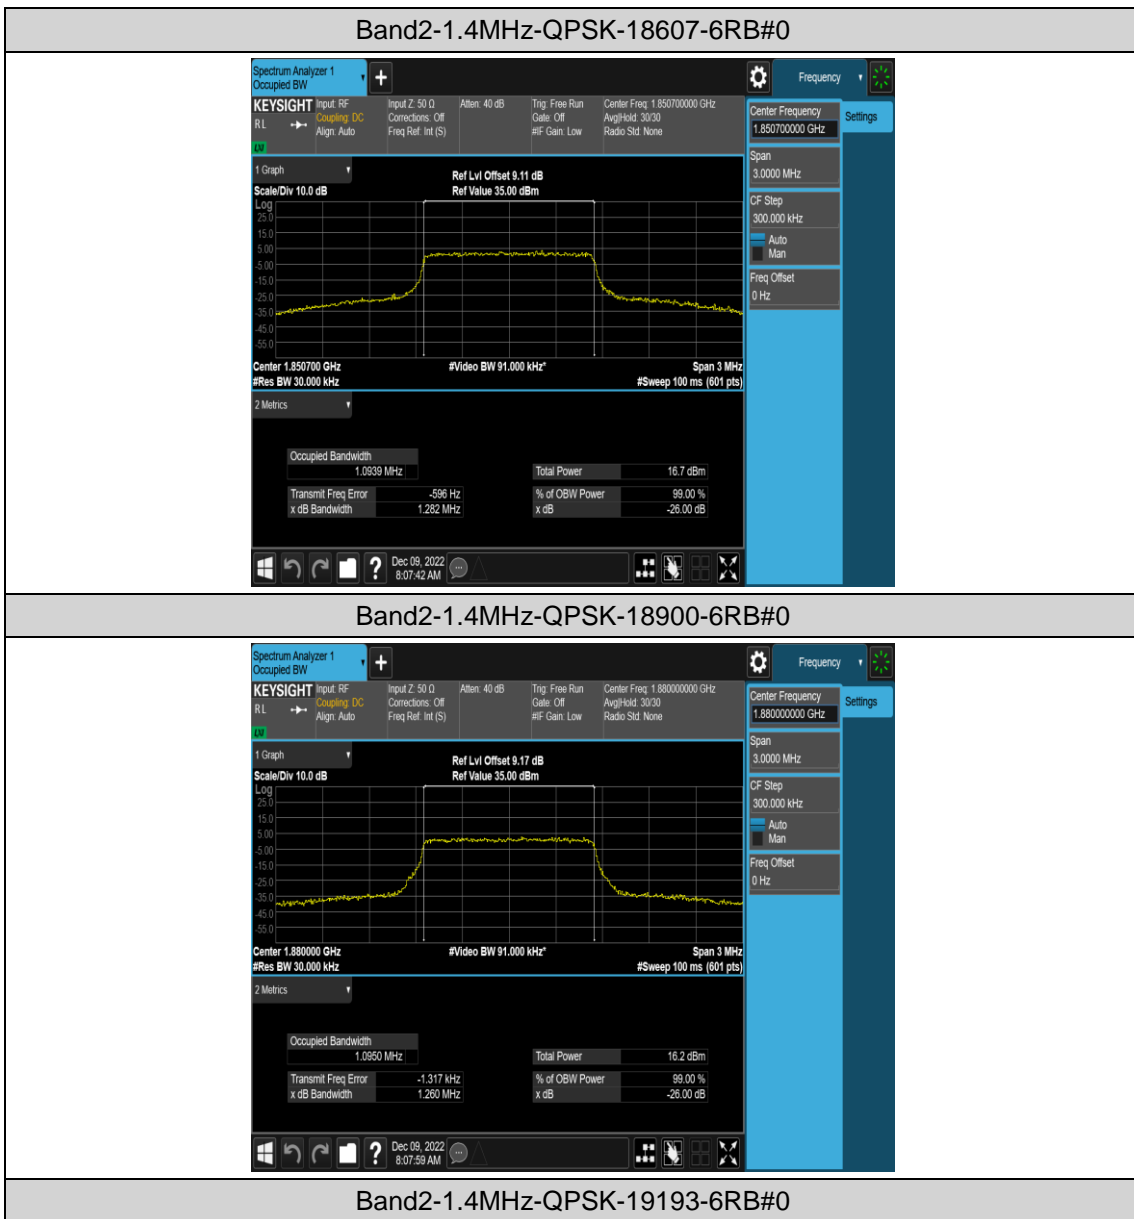 Band2-1.4MHz-QPSK-18607-6RB#0
Spectrum Analyzer 1
Occupied BW
Frequency
KEYSIGHT
RL
Input: RF
Coupling: DC
Align: Auto
Input Z: 50 Ω
Corrections: Off
Freq Ref: Int (S)
Atten: 40 dB
Trig: Free Run
Gate: Off
#IF Gain: Low
Center Freq: 1.850700000 GHz
Avg|Hold: 30/30
Radio Std: None
Center Frequency
1.850700000 GHz
Settings
Span
3.0000 MHz
CF Step
300.000 kHz
Auto
Man
Freq Offset
0 Hz
1 Graph
Scale/Div 10.0 dB
Ref Lvl Offset 9.11 dB
Ref Value 35.00 dBm
Log
25.0
15.0
5.00
-5.00
-15.0
-25.0
-35.0
-45.0
-55.0
Center 1.850700 GHz
#Video BW 91.000 kHz*
Span 3 MHz
#Res BW 30.000 kHz
#Sweep 100 ms (601 pts)
2 Metrics
Occupied Bandwidth
1.0939 MHz
Total Power 16.7 dBm
Transmit Freq Error -596 Hz
% of OBW Power 99.00 %
x dB Bandwidth 1.282 MHz
x dB -26.00 dB
Dec 09, 2022
8:07:42 AM
Band2-1.4MHz-QPSK-18900-6RB#0
Spectrum Analyzer 1
Occupied BW
Frequency
KEYSIGHT
RL
Input: RF
Coupling: DC
Align: Auto
Input Z: 50 Ω
Corrections: Off
Freq Ref: Int (S)
Atten: 40 dB
Trig: Free Run
Gate: Off
#IF Gain: Low
Center Freq: 1.880000000 GHz
Avg|Hold: 30/30
Radio Std: None
Center Frequency
1.880000000 GHz
Settings
Span
3.0000 MHz
CF Step
300.000 kHz
Auto
Man
Freq Offset
0 Hz
1 Graph
Scale/Div 10.0 dB
Ref Lvl Offset 9.17 dB
Ref Value 35.00 dBm
Log
25.0
15.0
5.00
-5.00
-15.0
-25.0
-35.0
-45.0
-55.0
Center 1.880000 GHz
#Video BW 91.000 kHz*
Span 3 MHz
#Res BW 30.000 kHz
#Sweep 100 ms (601 pts)
2 Metrics
Occupied Bandwidth
1.0950 MHz
Total Power 16.2 dBm
Transmit Freq Error -1.317 kHz
% of OBW Power 99.00 %
x dB Bandwidth 1.260 MHz
x dB -26.00 dB
Dec 09, 2022
8:07:59 AM
Band2-1.4MHz-QPSK-19193-6RB#0